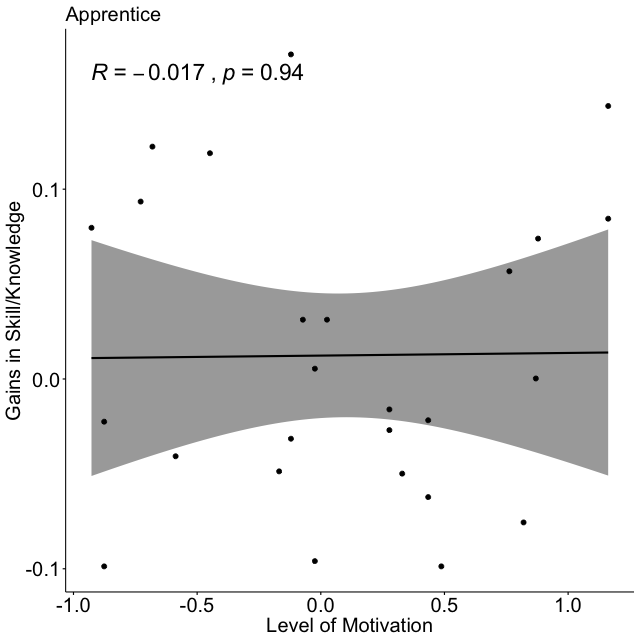 Apprentice
R = −0.017 , p = 0.94
0.1
0.0
-0.1
Gains in Skill/Knowledge
-1.0 -0.5 0.0 0.5 1.0
Level of Motivation